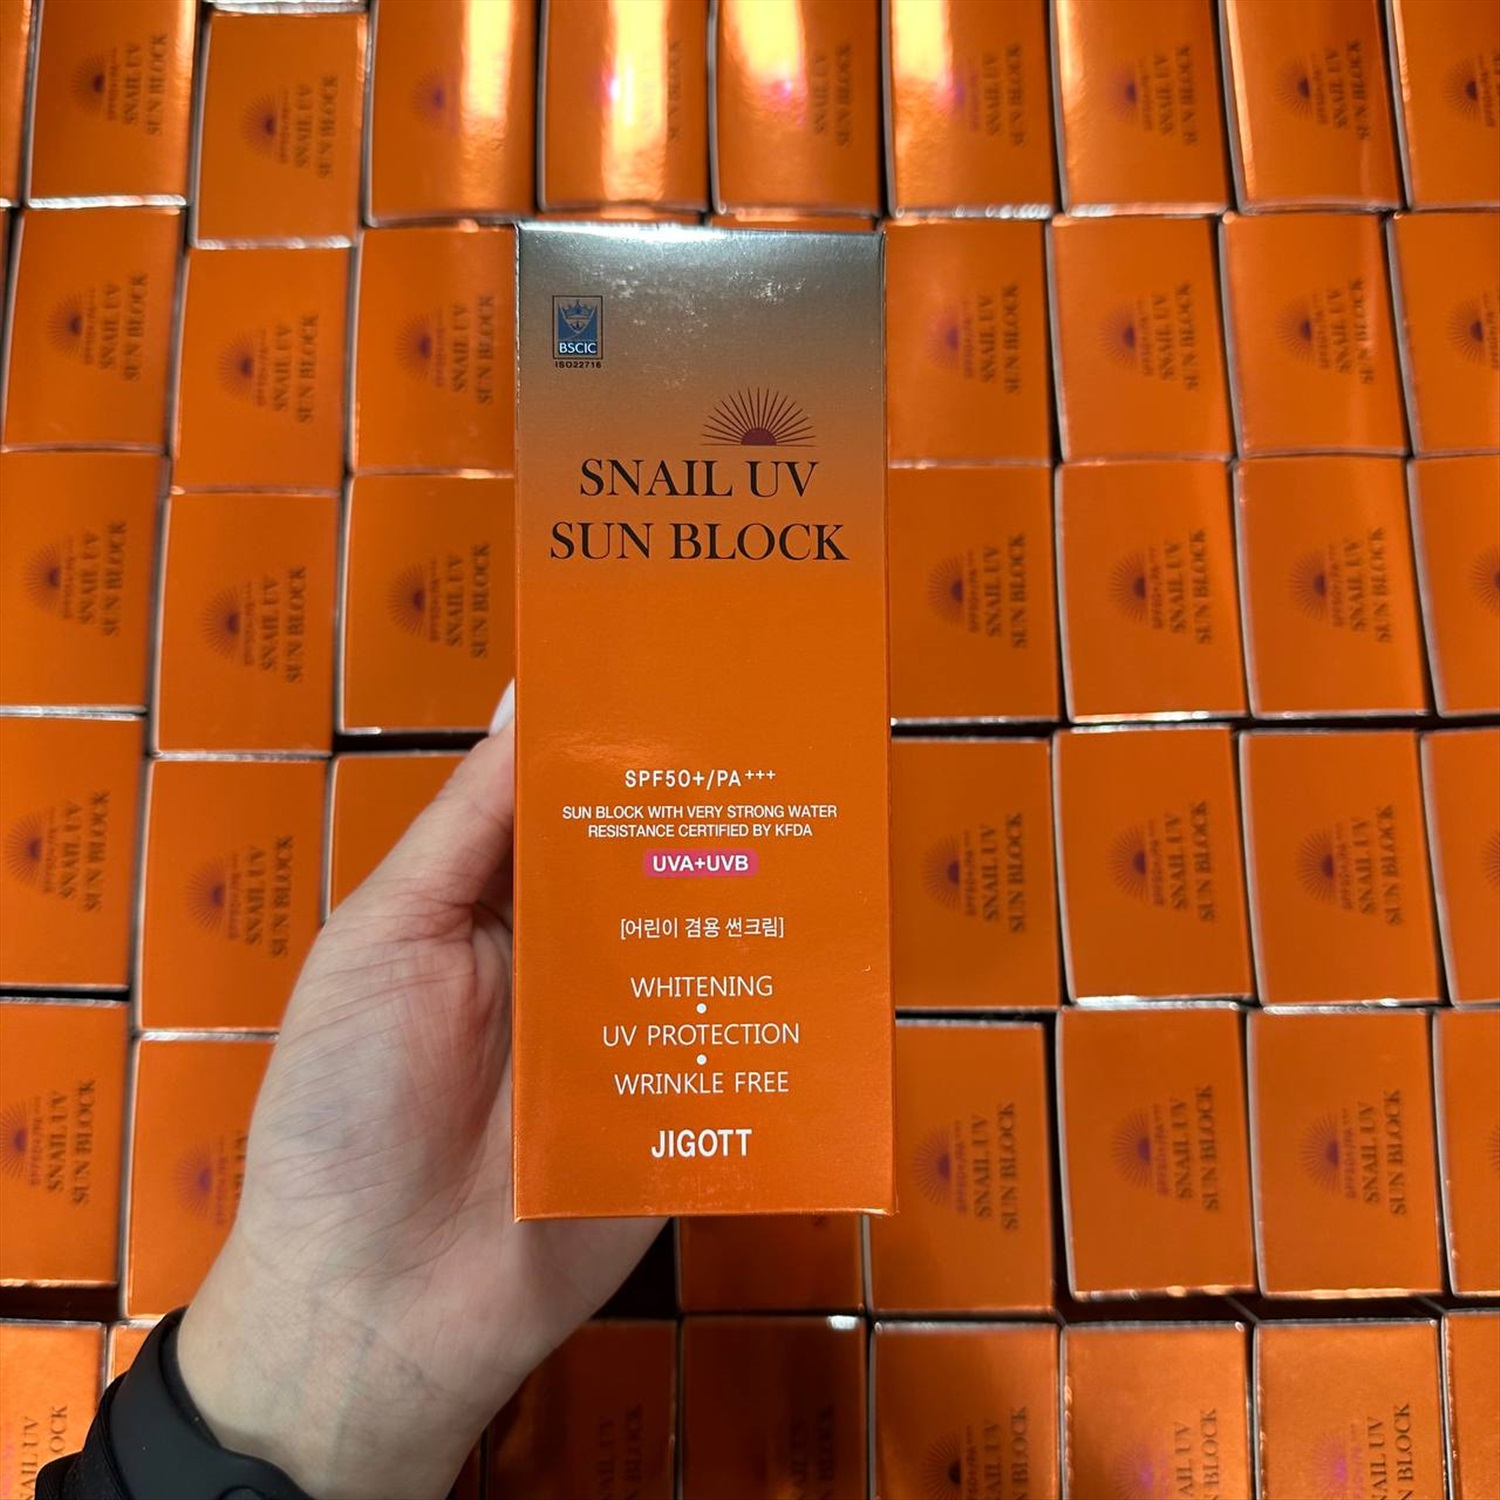 BSCIC
ISO22716
SNAIL UV
SUN BLOCK
SPF50+/PA+++
SUN BLOCK WITH VERY STRONG WATER
RESISTANCE CERTIFIED BY KFDA
UVA+UVB
[어린이 겸용 썬크림]
WHITENING
UV PROTECTION
WRINKLE FREE
JIGOTT